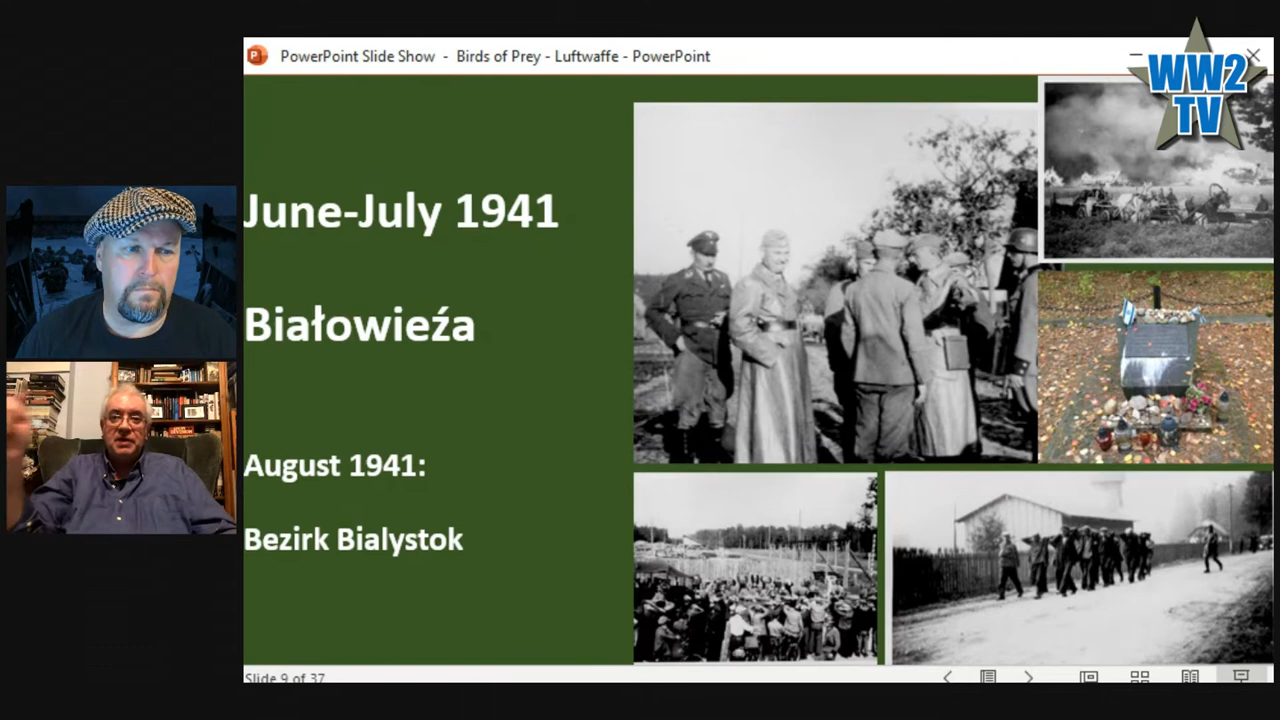 PowerPoint Slide Show - Birds of Prey - Luftwaffe - PowerPoint
WW2
TV
June-July 1941
Białowieźa
August 1941:
Bezirk Bialystok
Slide 9 of 37